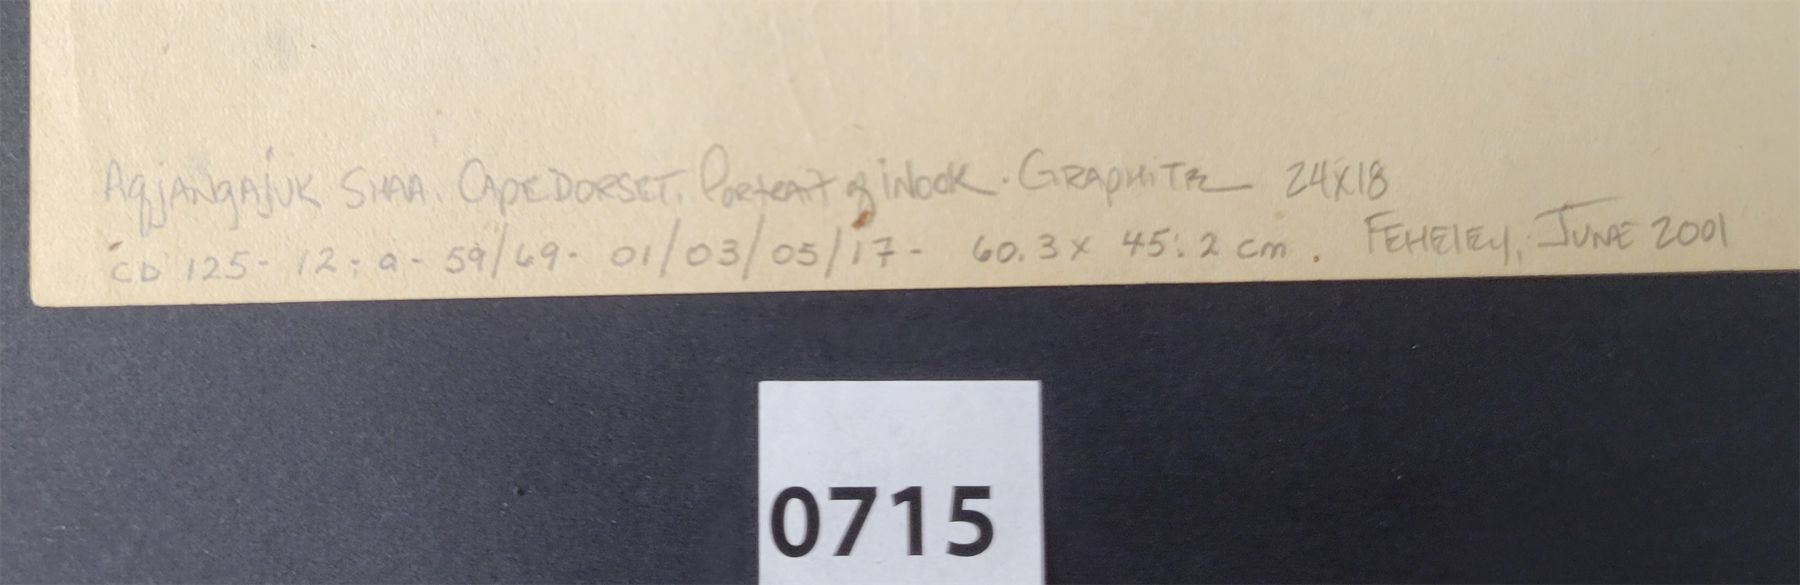 AqjANgAjuk SHAA. CApE DORSET. PORtRAit of iNOOK. GRAPHiTE 24X18
CD 125- 12: a- 59/69- 01/03/05/17- 60.3 x 45.2 cm. FEHElEy, JUNE 2001
0715